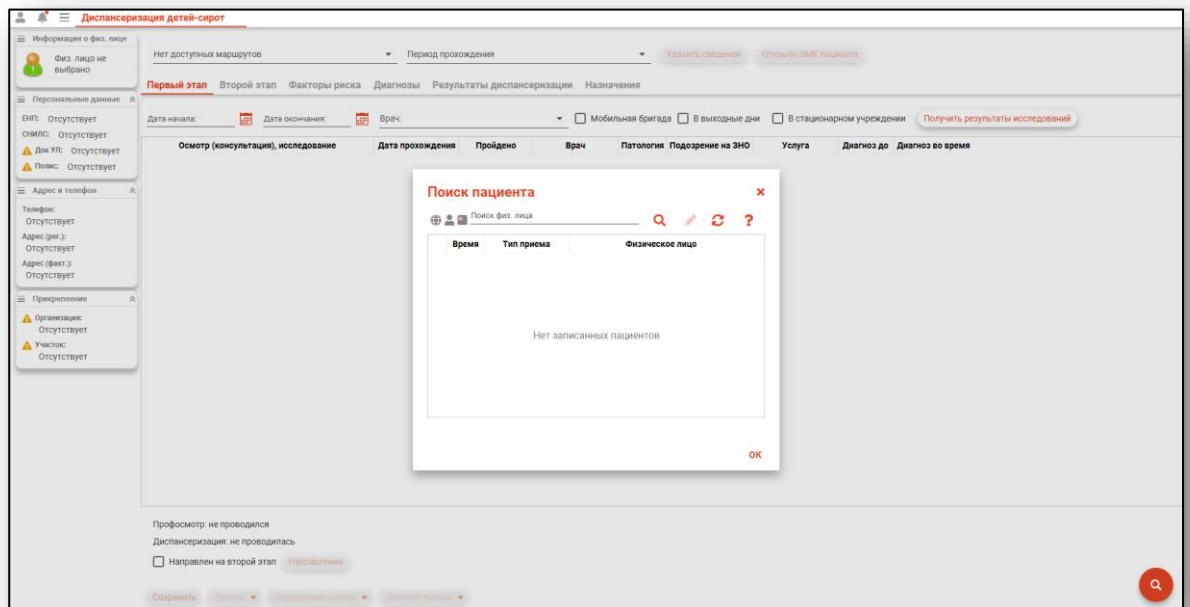 Диспансеризация детей-сирот
Информация о физ. лице
Физ. лицо не
выбрано
Персональные данные
ЕНП: Отсутствует
СНИЛС: Отсутствует
Док УЛ: Отсутствует
Полис: Отсутствует
Адрес и телефон
Телефон:
Отсутствует
Адрес (рег.):
Отсутствует
Адрес (факт.):
Отсутствует
Прикрепление
Организация:
Отсутствует
Участок:
Отсутствует
Нет доступных маршрутов Период прохождения Удалить сведения Открыть ЭМК пациента
Первый этап Второй этап Факторы риска Диагнозы Результаты диспансеризации Назначения
Дата начала: Дата окончания: Врач: Мобильная бригада В выходные дни В стационарном учреждении Получить результаты исследований
Осмотр (консультация), исследование Дата прохождения Пройдено Врач Патология Подозрение на ЗНО Услуга Диагноз до Диагноз во время
Поиск пациента
Поиск физ. лица
Время Тип приема Физическое лицо
Нет записанных пациентов
ОК
Профосмотр: не проводился
Диспансеризация: не проводилась
Направлен на второй этап Направления
Сохранить Печать Завершение случая Экспорт талона